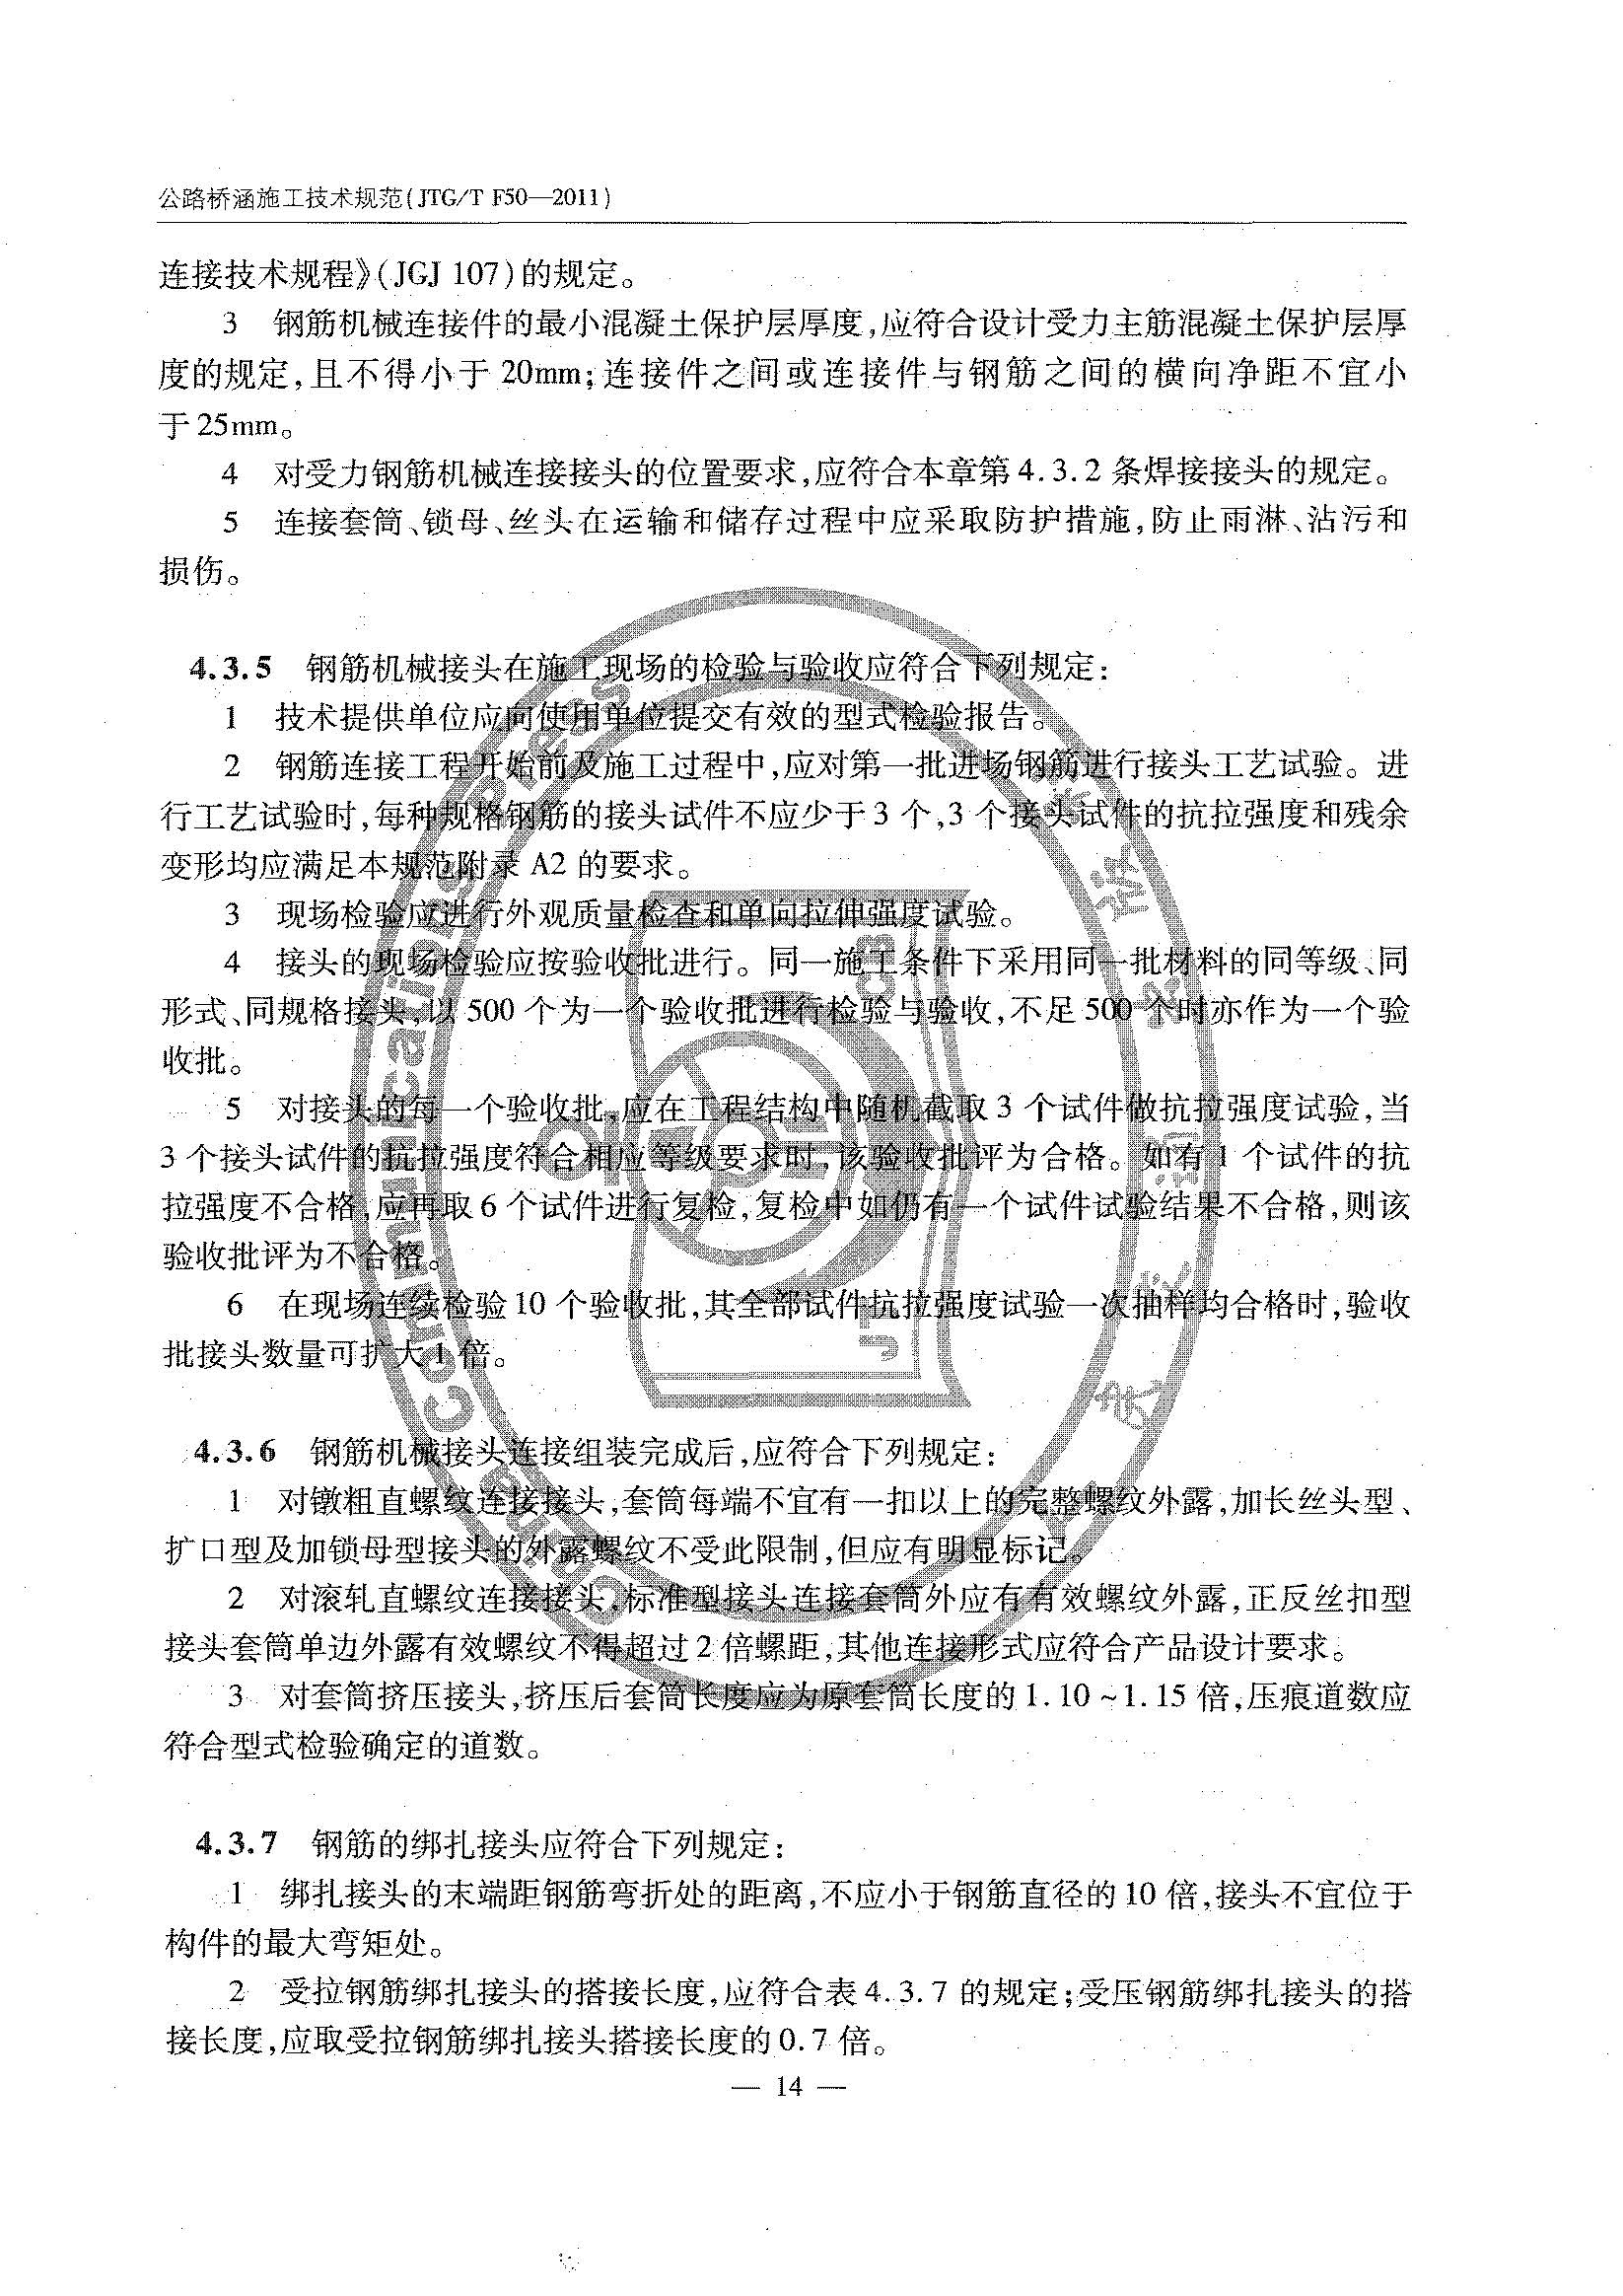 公路桥涵施工技术规范(JTG/T F50—2011)
连接技术规程》(JGJ 107)的规定。
3 钢筋机械连接件的最小混凝土保护层厚度,应符合设计受力主筋混凝土保护层厚
度的规定,且不得小于 20mm;连接件之间或连接件与钢筋之间的横向净距不宜小
于 25mm。
4 对受力钢筋机械连接接头的位置要求,应符合本章第 4.3.2 条焊接接头的规定。
5 连接套筒、锁母、丝头在运输和储存过程中应采取防护措施,防止雨淋、沾污和
损伤。
4.3.5 钢筋机械接头在施工现场的检验与验收应符合下列规定:
1 技术提供单位应向使用单位提交有效的型式检验报告。
2 钢筋连接工程开始前及施工过程中,应对第一批进场钢筋进行接头工艺试验。进
行工艺试验时,每种规格钢筋的接头试件不应少于 3 个,3 个接头试件的抗拉强度和残余
变形均应满足本规范附录 A2 的要求。
3 现场检验应进行外观质量检查和单向拉伸强度试验。
4 接头的现场检验应按验收批进行。同一施工条件下采用同一批材料的同等级、同
形式、同规格接头,以 500 个为一个验收批进行检验与验收,不足 500 个时亦作为一个验
收批。
5 对接头的每一个验收批,应在工程结构中随机截取 3 个试件做抗拉强度试验,当
3 个接头试件的抗拉强度符合相应等级要求时,该验收批评为合格。如有 1 个试件的抗
拉强度不合格,应再取 6 个试件进行复检,复检中如仍有一个试件试验结果不合格,则该
验收批评为不合格。
6 在现场连续检验 10 个验收批,其全部试件抗拉强度试验一次抽样均合格时,验收
批接头数量可扩大 1 倍。
4.3.6 钢筋机械接头连接组装完成后,应符合下列规定:
1 对镦粗直螺纹连接接头,套筒每端不宜有一扣以上的完整螺纹外露,加长丝头型、
扩口型及加锁母型接头的外露螺纹不受此限制,但应有明显标记。
2 对滚轧直螺纹连接接头,标准型接头连接套筒外应有有效螺纹外露,正反丝扣型
接头套筒单边外露有效螺纹不得超过 2 倍螺距,其他连接形式应符合产品设计要求。
3 对套筒挤压接头,挤压后套筒长度应为原套筒长度的 1.10～1.15 倍,压痕道数应
符合型式检验确定的道数。
4.3.7 钢筋的绑扎接头应符合下列规定:
1 绑扎接头的末端距钢筋弯折处的距离,不应小于钢筋直径的 10 倍,接头不宜位于
构件的最大弯矩处。
2 受拉钢筋绑扎接头的搭接长度,应符合表 4.3.7 的规定;受压钢筋绑扎接头的搭
接长度,应取受拉钢筋绑扎接头搭接长度的 0.7 倍。
— 14 —